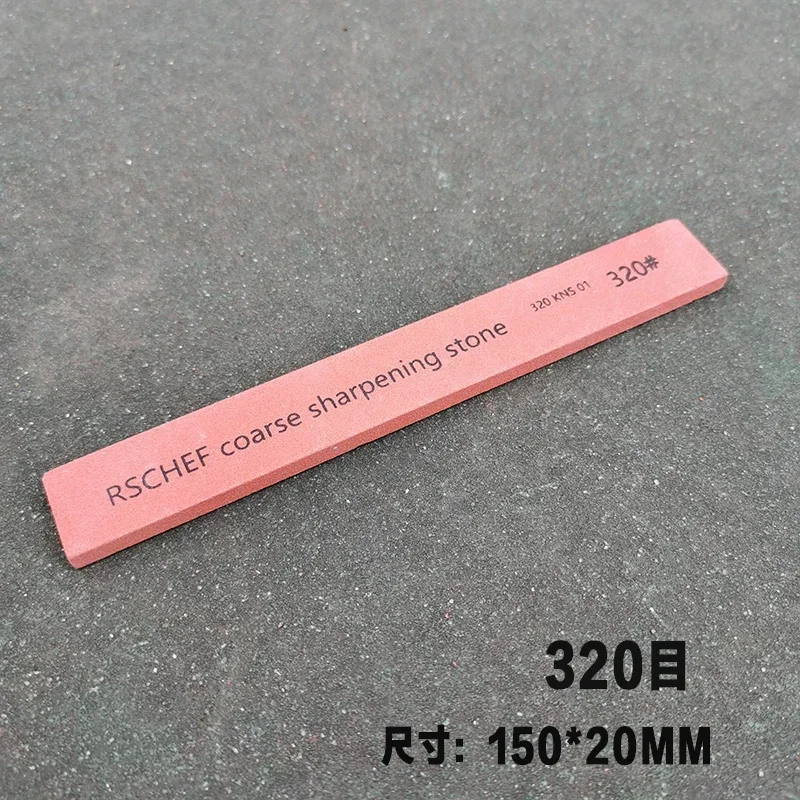 RSCHEF coarse sharpening stone 320 KNS 01 320#
320目
尺寸: 150*20MM